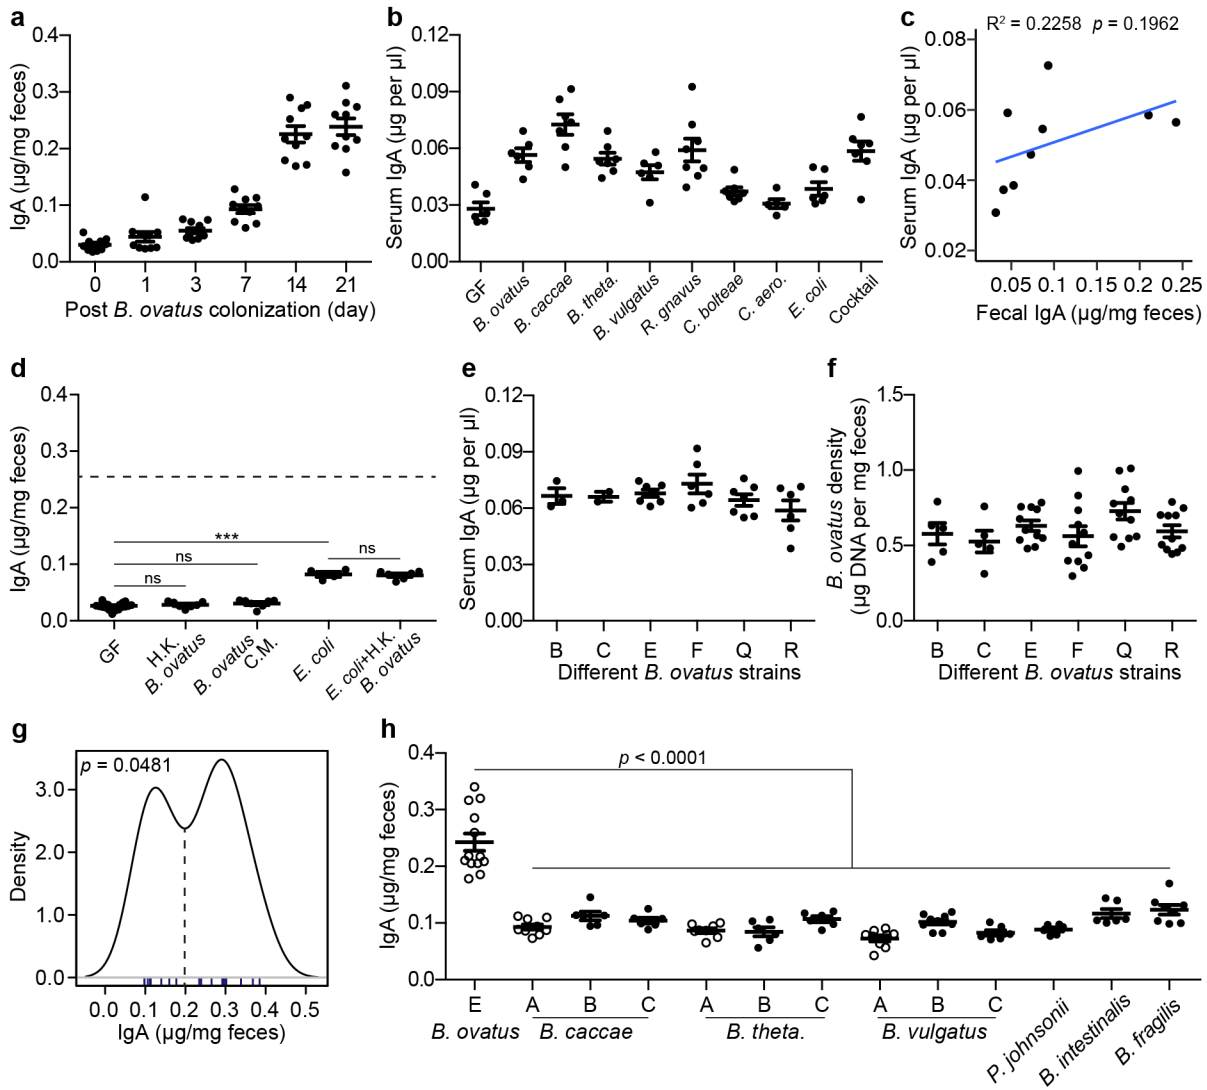 a
0.4
0.3
0.2
0.1
0.0
IgA (µg/mg feces)
0 1 3 7 14 21
Post B. ovatus colonization (day)
b
0.12
0.09
0.06
0.03
0.00
Serum IgA (µg per µl)
GF
B. ovatus
B. caccae
B. theta.
B. vulgatus
R. gnavus
C. bolteae
C. aero.
E. coli
Cocktail
c
R² = 0.2258 p = 0.1962
0.08
0.06
0.04
0.02
Serum IgA (µg per µl)
0.05 0.1 0.15 0.2 0.25
Fecal IgA (µg/mg feces)
d
0.4
0.3
0.2
0.1
0.0
IgA (µg/mg feces)
***
ns
ns
ns
GF
H.K.
B. ovatus
B. ovatus
C.M.
E. coli
E. coli+H.K.
B. ovatus
e
0.12
0.09
0.06
0.03
0.00
Serum IgA (µg per µl)
B C E F Q R
Different B. ovatus strains
f
1.5
1.0
0.5
0.0
B. ovatus density
(µg DNA per mg feces)
B C E F Q R
Different B. ovatus strains
g
p = 0.0481
3.0
2.0
1.0
0.0
Density
0.0 0.1 0.2 0.3 0.4 0.5
IgA (µg/mg feces)
h
p < 0.0001
0.4
0.3
0.2
0.1
0.0
IgA (µg/mg feces)
E A B C A B C A B C
B. ovatus B. caccae B. theta. B. vulgatus
P. johnsonii
B. intestinalis
B. fragilis